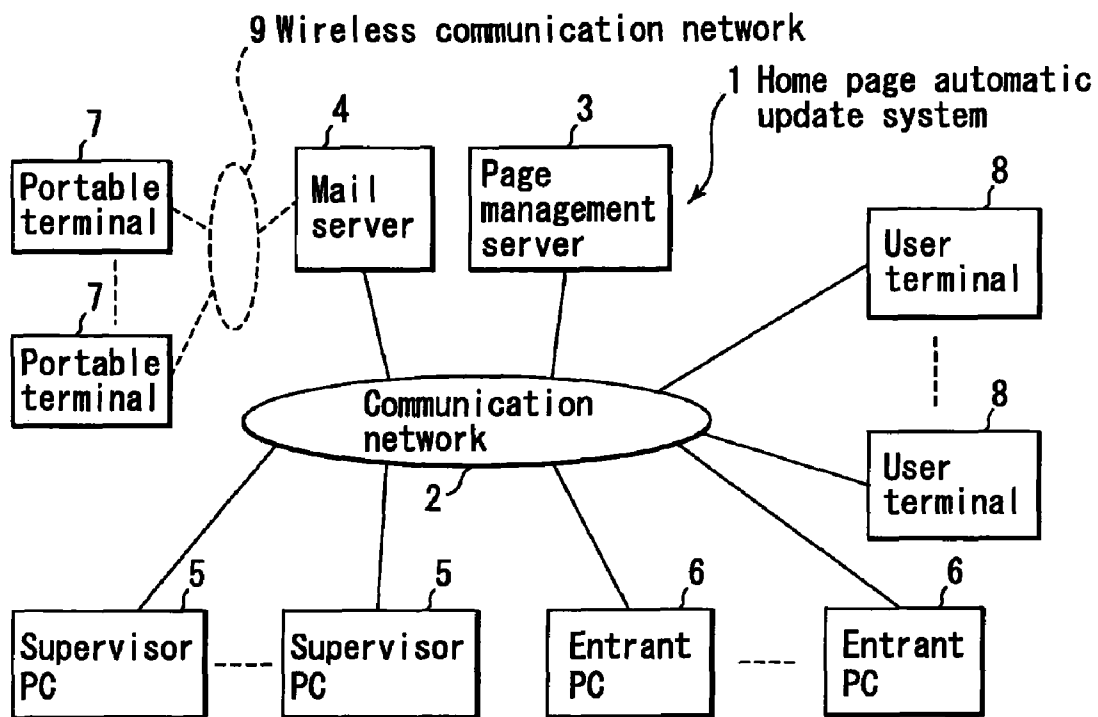 9 Wireless communication network
1 Home page automatic
update system
7
Portable
terminal
4
Mail
server
3
Page
management
server
8
User
terminal
7
Portable
terminal
Communication
network
2
8
User
terminal
5
Supervisor
PC
5
Supervisor
PC
6
Entrant
PC
6
Entrant
PC